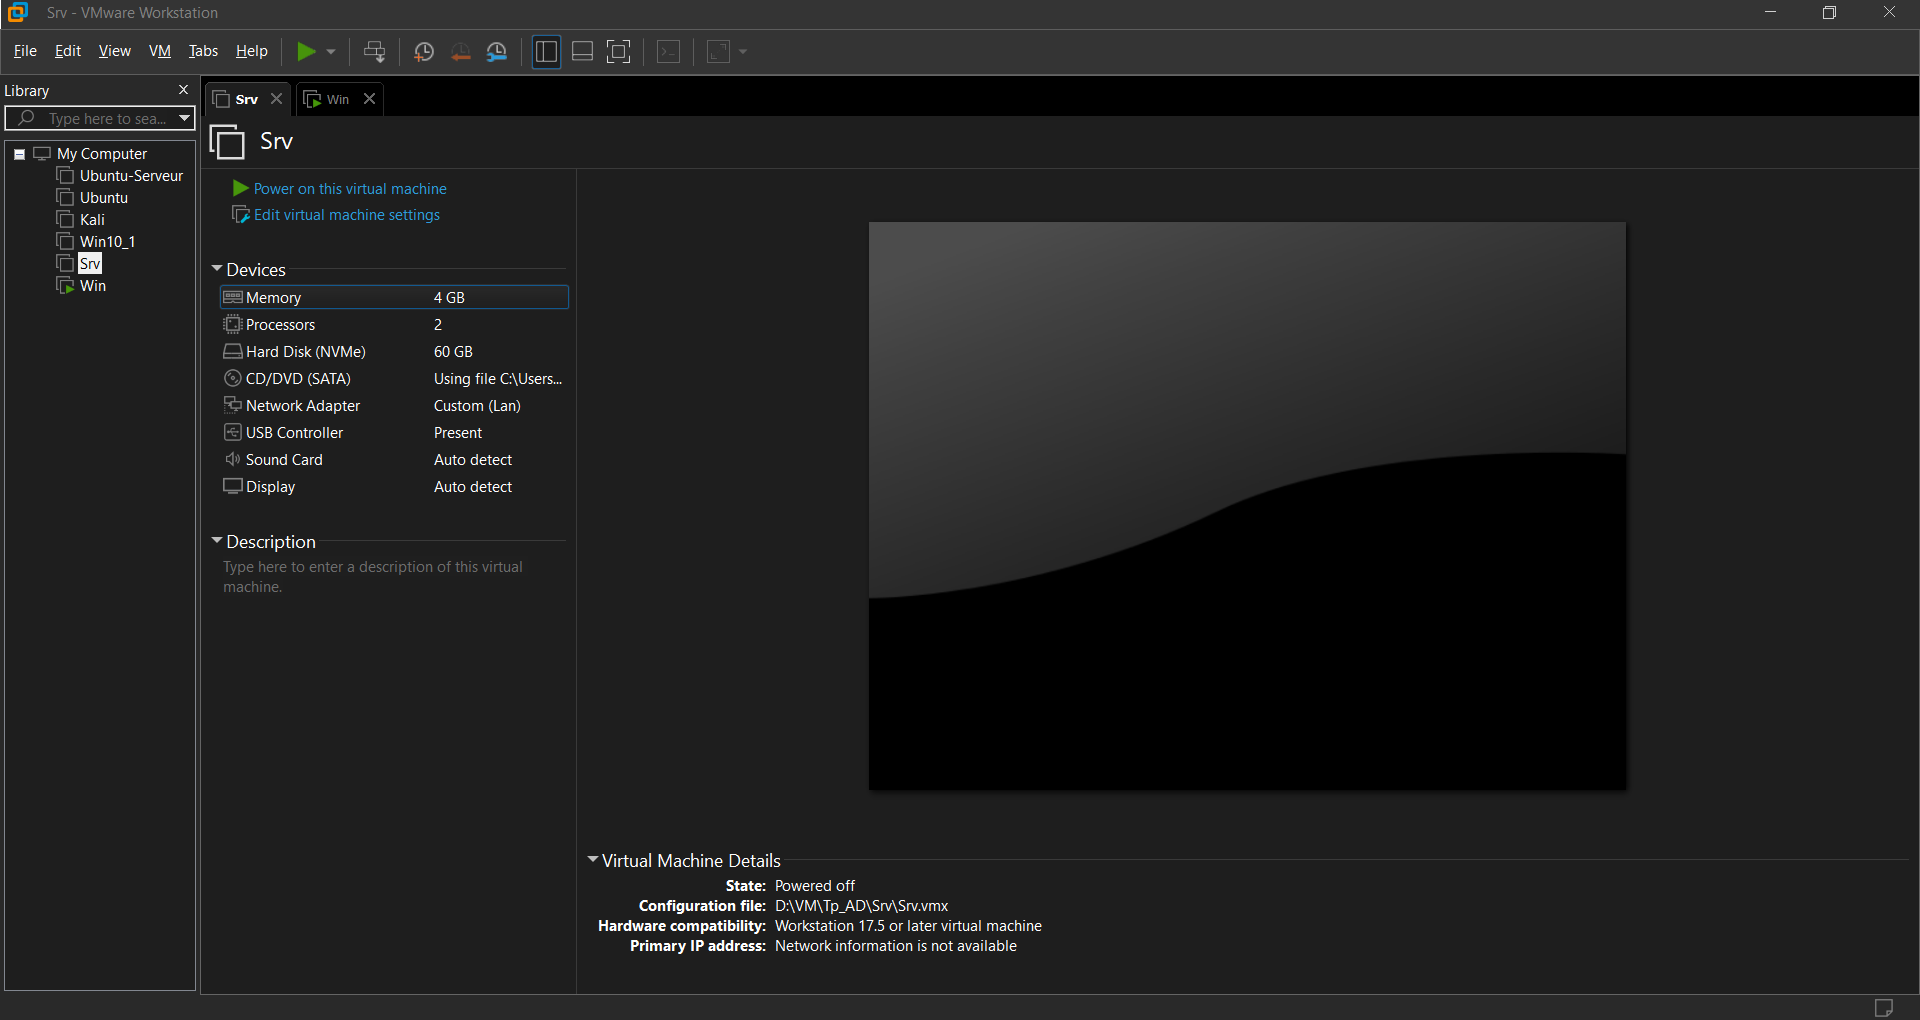 Srv - VMware Workstation
File Edit View VM Tabs Help
Library
Type here to sea...
My Computer
Ubuntu-Serveur
Ubuntu
Kali
Win10_1
Srv
Win
Srv
Win
Srv
Power on this virtual machine
Edit virtual machine settings
Devices
Memory 4 GB
Processors 2
Hard Disk (NVMe) 60 GB
CD/DVD (SATA) Using file C:\Users...
Network Adapter Custom (Lan)
USB Controller Present
Sound Card Auto detect
Display Auto detect
Description
Type here to enter a description of this virtual
machine.
Virtual Machine Details
State: Powered off
Configuration file: D:\VM\Tp_AD\Srv\Srv.vmx
Hardware compatibility: Workstation 17.5 or later virtual machine
Primary IP address: Network information is not available